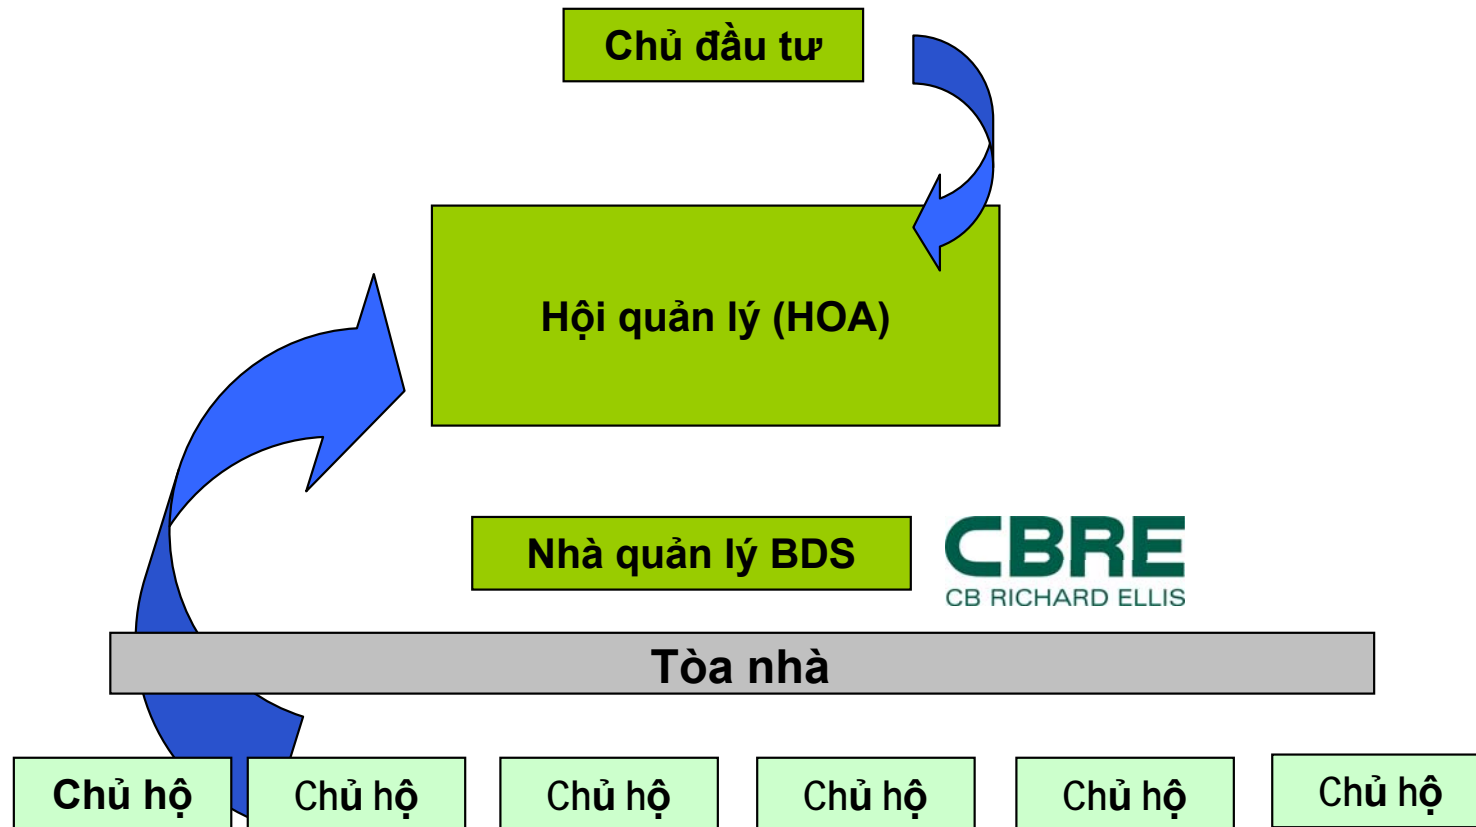 Chủ đầu tư
Hội quản lý (HOA)
Nhà quản lý BDS
CBRE
CB RICHARD ELLIS
Tòa nhà
Chủ hộ
Chủ hộ
Chủ hộ
Chủ hộ
Chủ hộ
Chủ hộ